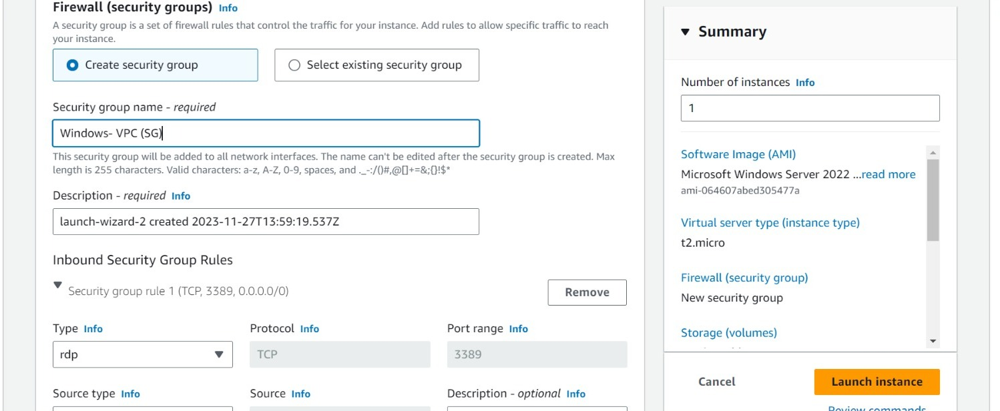 Firewall (security groups) Info
A security group is a set of firewall rules that control the traffic for your instance. Add rules to allow specific traffic to reach
your instance.
Create security group
Select existing security group
Security group name - required
Windows- VPC (SG)
This security group will be added to all network interfaces. The name can't be edited after the security group is created. Max
length is 255 characters. Valid characters: a-z, A-Z, 0-9, spaces, and ._-:/()#,@[]+=&;{}!$*
Description - required Info
launch-wizard-2 created 2023-11-27T13:59:19.537Z
Inbound Security Group Rules
Security group rule 1 (TCP, 3389, 0.0.0.0/0)
Remove
Type Info
Protocol Info
Port range Info
rdp
TCP
3389
Source type Info
Source Info
Description - optional Info
Summary
Number of instances Info
1
Software Image (AMI)
Microsoft Windows Server 2022 ...read more
ami-064607abed305477a
Virtual server type (instance type)
t2.micro
Firewall (security group)
New security group
Storage (volumes)
Cancel
Launch instance
Review commands